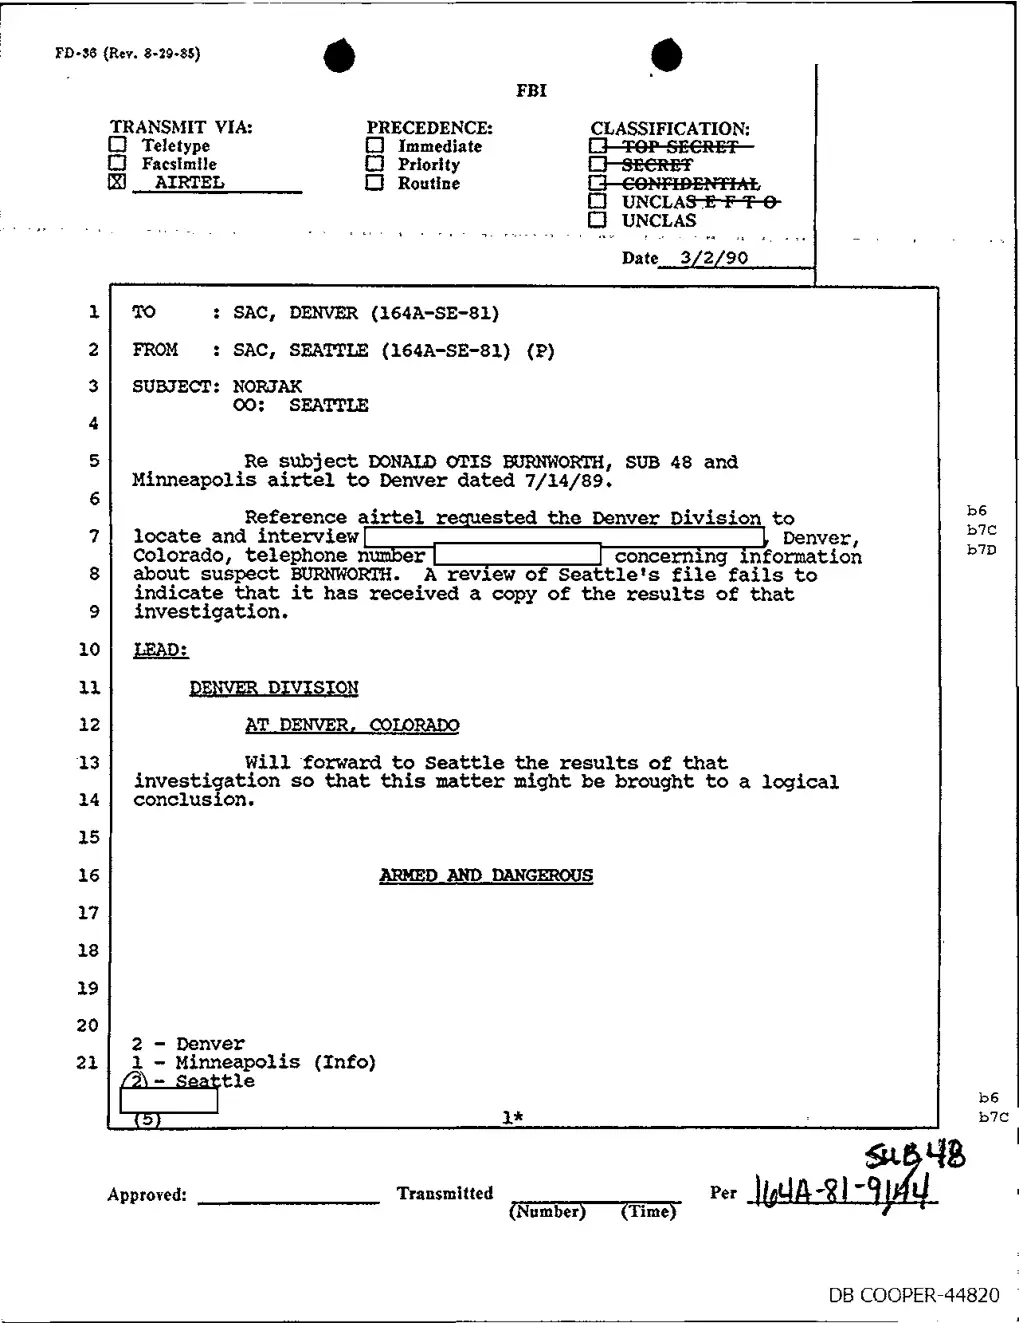 FD-36 (Rev. 8-29-85)
FBI
TRANSMIT VIA:
☐ Teletype
☐ Facsimile
☒ AIRTEL
PRECEDENCE:
☐ Immediate
☐ Priority
☐ Routine
CLASSIFICATION:
☐ TOP SECRET
☐ SECRET
☐ CONFIDENTIAL
☐ UNCLAS E F T O
☐ UNCLAS
Date 3/2/90
1 TO : SAC, DENVER (164A-SE-81)
2 FROM : SAC, SEATTLE (164A-SE-81) (P)
3 SUBJECT: NORJAK
OO: SEATTLE
4
5 Re subject DONALD OTIS BURNWORTH, SUB 48 and
Minneapolis airtel to Denver dated 7/14/89.
6
Reference airtel requested the Denver Division to
7 locate and interview , Denver,
Colorado, telephone number concerning information
8 about suspect BURNWORTH. A review of Seattle's file fails to
indicate that it has received a copy of the results of that
9 investigation.
b6
b7C
b7D
10 LEAD:
11 DENVER DIVISION
12 AT DENVER, COLORADO
13 Will forward to Seattle the results of that
investigation so that this matter might be brought to a logical
14 conclusion.
15
16 ARMED AND DANGEROUS
17
18
19
20
2 - Denver
21 1 - Minneapolis (Info)
2 - Seattle
(5)
1*
b6
b7C
SUB 48
Approved: Transmitted Per 164A-81-9144
(Number) (Time)
DB COOPER-44820